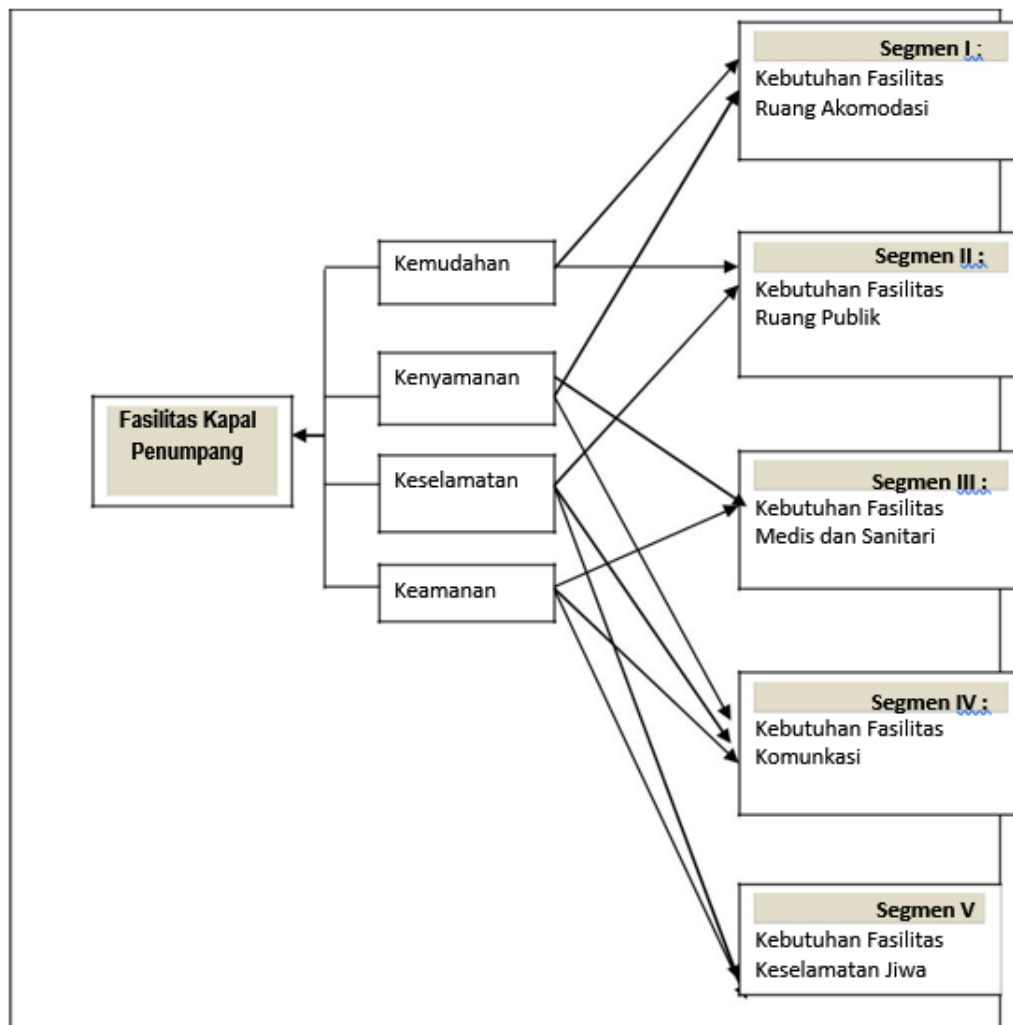 Fasilitas Kapal
Penumpang
Kemudahan
Kenyamanan
Keselamatan
Keamanan
Segmen I :
Kebutuhan Fasilitas
Ruang Akomodasi
Segmen II :
Kebutuhan Fasilitas
Ruang Publik
Segmen III :
Kebutuhan Fasilitas
Medis dan Sanitari
Segmen IV :
Kebutuhan Fasilitas
Komunkasi
Segmen V
Kebutuhan Fasilitas
Keselamatan Jiwa